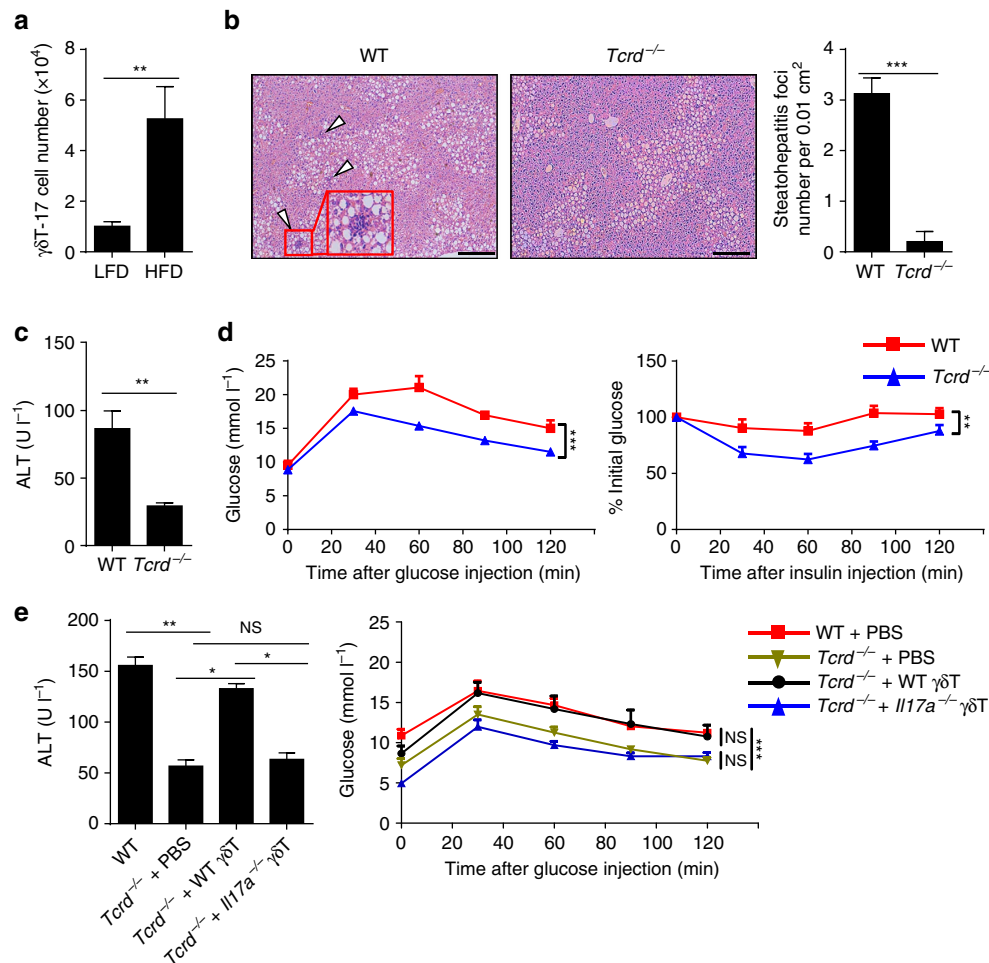 a
γδT-17 cell number (×10⁴)
8
6
4
2
0
**
LFD HFD
b
WT
Tcrd⁻/⁻
Steatohepatitis foci
number per 0.01 cm²
4
3
2
1
0
***
WT Tcrd⁻/⁻
c
ALT (U l⁻¹)
150
100
50
0
**
WT Tcrd⁻/⁻
d
Glucose (mmol l⁻¹)
25
20
15
10
5
0
***
0 20 40 60 80 100 120
Time after glucose injection (min)
% Initial glucose
150
100
50
0
WT
Tcrd⁻/⁻
**
0 20 40 60 80 100 120
Time after insulin injection (min)
e
ALT (U l⁻¹)
200
150
100
50
0
**
NS
*
*
WT
Tcrd⁻/⁻ + PBS
Tcrd⁻/⁻ + WT γδT
Tcrd⁻/⁻ + Il17a⁻/⁻ γδT
Glucose (mmol l⁻¹)
25
20
15
10
5
0
NS
NS
***
0 20 40 60 80 100 120
Time after glucose injection (min)
WT + PBS
Tcrd⁻/⁻ + PBS
Tcrd⁻/⁻ + WT γδT
Tcrd⁻/⁻ + Il17a⁻/⁻ γδT